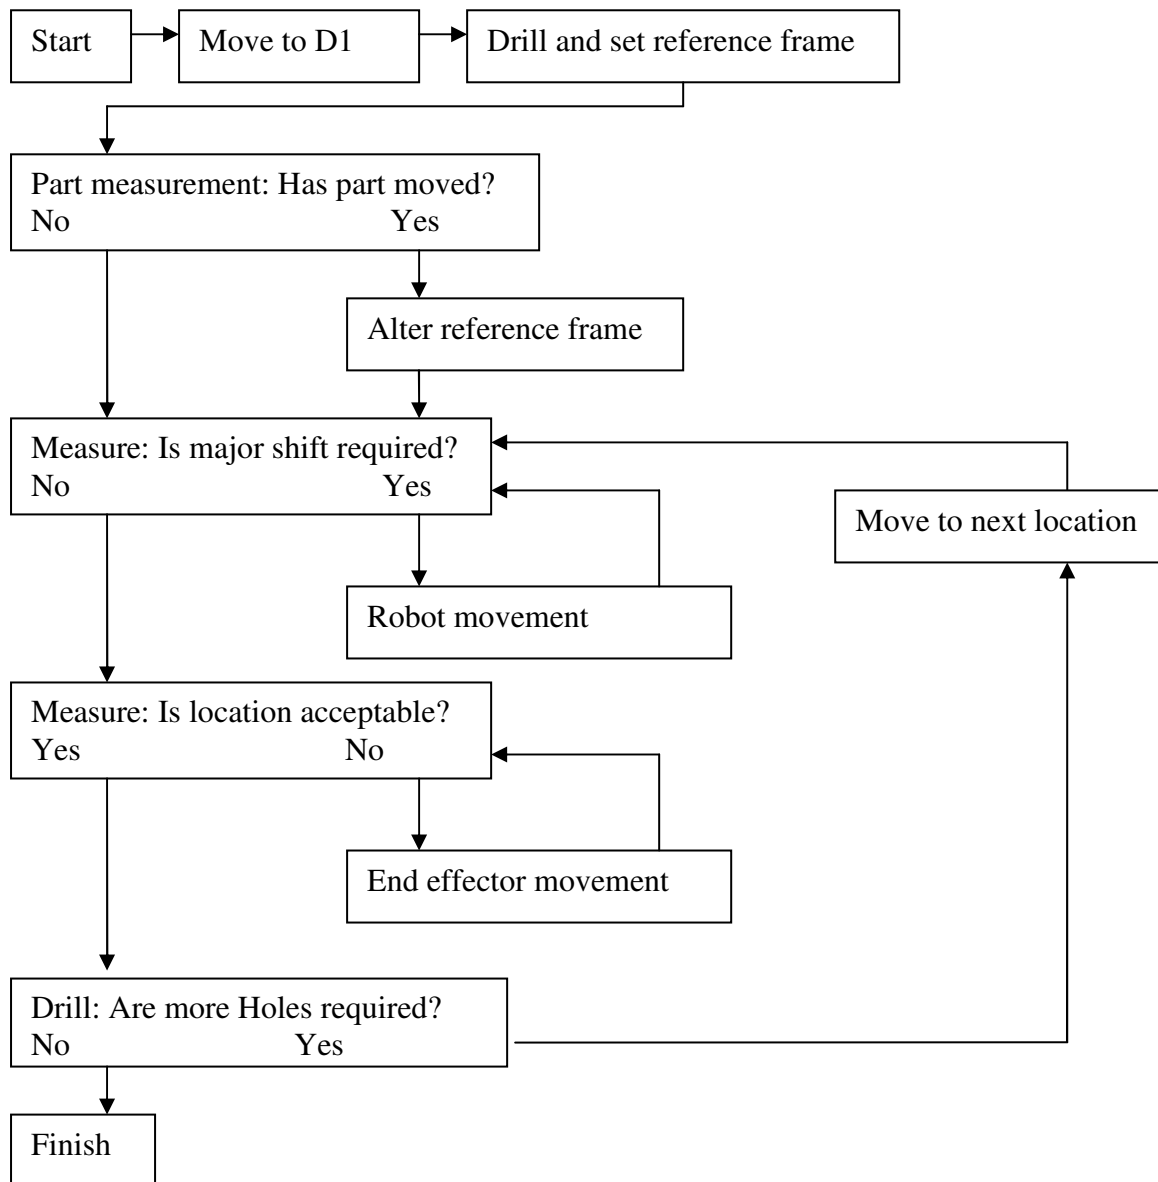 Start
Move to D1
Drill and set reference frame
Part measurement: Has part moved?
No Yes
Alter reference frame
Measure: Is major shift required?
No Yes
Move to next location
Robot movement
Measure: Is location acceptable?
Yes No
End effector movement
Drill: Are more Holes required?
No Yes
Finish